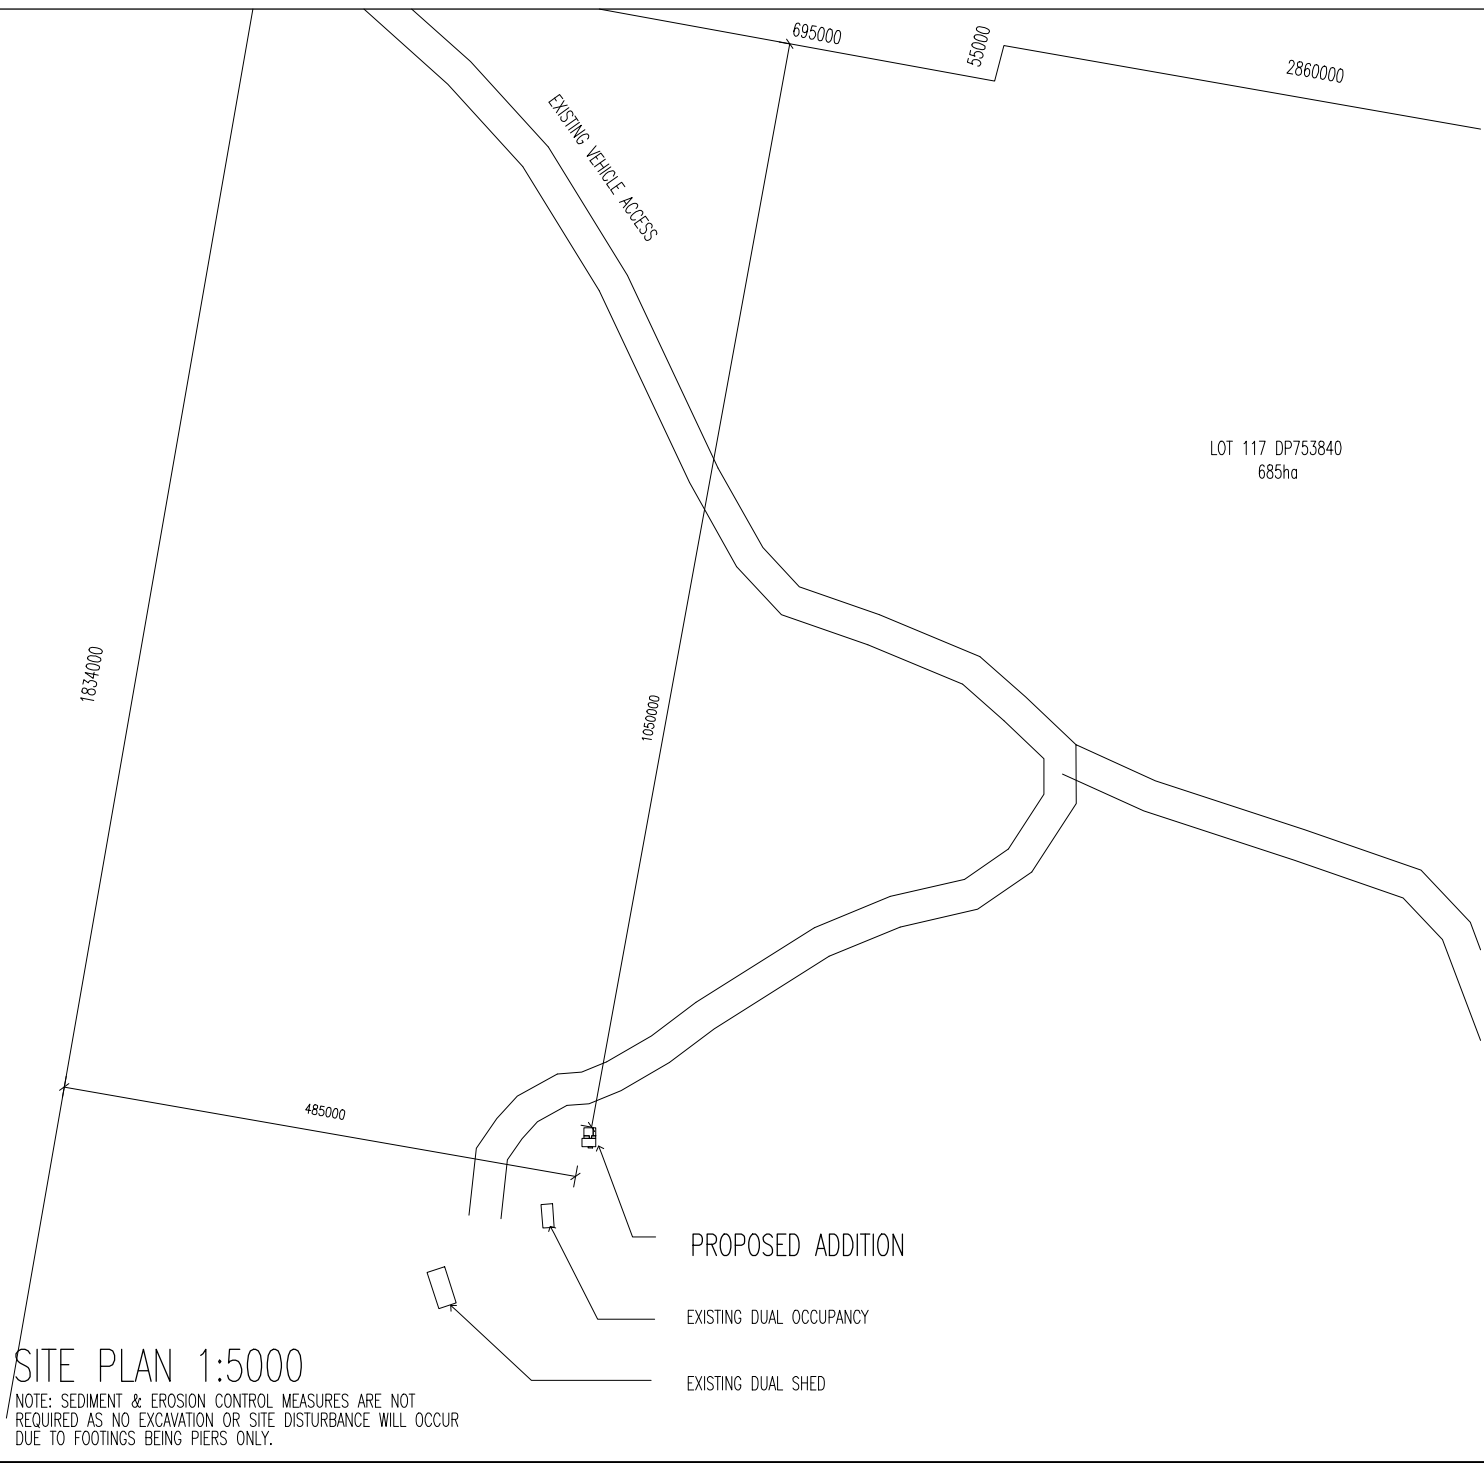 695000
55000
2860000
EXISTING VEHICLE ACCESS
LOT 117 DP753840
685ha
1834000
1050000
485000
PROPOSED ADDITION
EXISTING DUAL OCCUPANCY
EXISTING DUAL SHED
SITE PLAN 1:5000
NOTE: SEDIMENT & EROSION CONTROL MEASURES ARE NOT
REQUIRED AS NO EXCAVATION OR SITE DISTURBANCE WILL OCCUR
DUE TO FOOTINGS BEING PIERS ONLY.